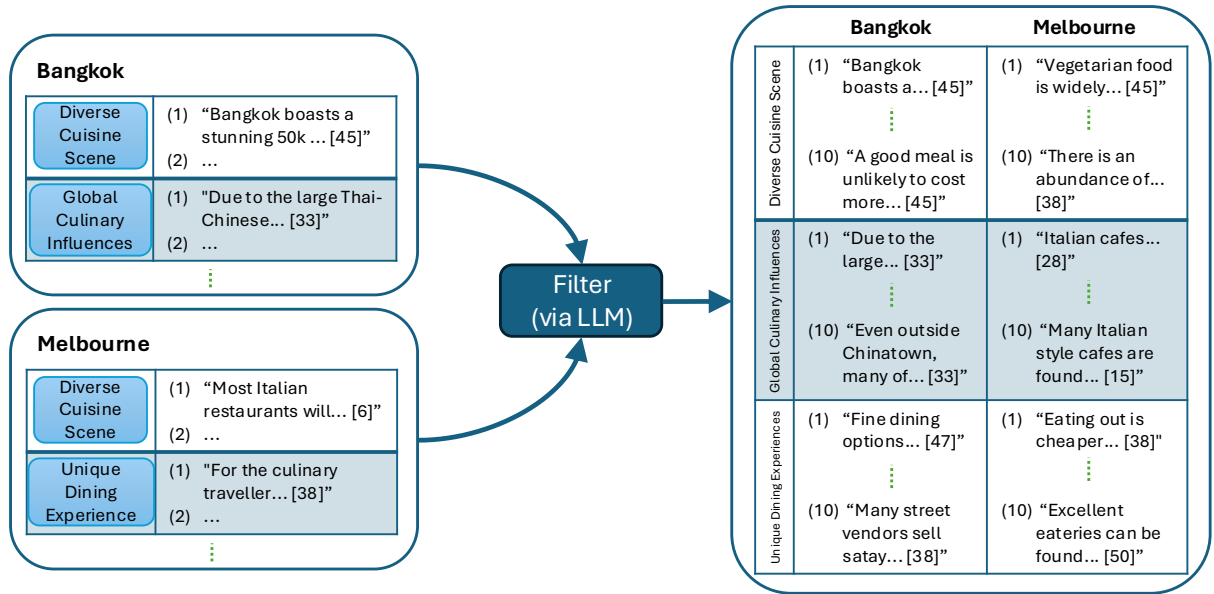 Bangkok
Diverse
Cuisine
Scene
(1) “Bangkok boasts a
stunning 50k ... [45]”
(2) ...
Global
Culinary
Influences
(1) "Due to the large Thai-
Chinese... [33]”
(2) ...
Melbourne
Diverse
Cuisine
Scene
(1) “Most Italian
restaurants will... [6]”
(2) ...
Unique
Dining
Experience
(1) "For the culinary
traveller... [38]”
(2) ...
Filter
(via LLM)
Bangkok
Melbourne
Diverse Cuisine Scene
(1) “Bangkok
boasts a... [45]”
(10) “A good meal is
unlikely to cost
more... [45]”
(1) “Vegetarian food
is widely... [45]”
(10) “There is an
abundance of...
[38]”
Global Culinary Influences
(1) “Due to the
large... [33]”
(10) “Even outside
Chinatown,
many of... [33]”
(1) “Italian cafes...
[28]”
(10) “Many Italian
style cafes are
found... [15]”
Unique Dining Experiences
(1) “Fine dining
options... [47]”
(10) “Many street
vendors sell
satay... [38]”
(1) “Eating out is
cheaper... [38]"
(10) “Excellent
eateries can be
found... [50]”